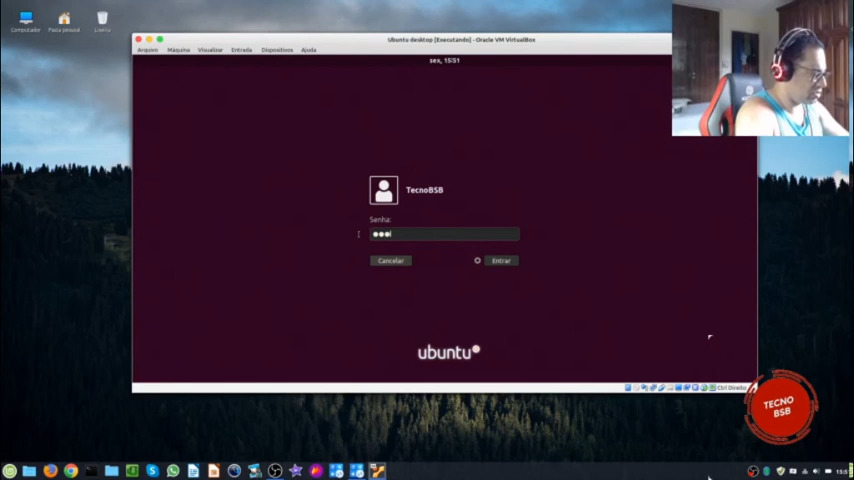 Computador
Pasta pessoal
Lixeira
Ubuntu desktop [Executando] - Oracle VM VirtualBox
Arquivo Máquina Visualizar Entrada Dispositivos Ajuda
sex, 15:51
TecnoBSB
Senha:
Cancelar
Entrar
ubuntu
Ctrl Direito
TECNO
BSB